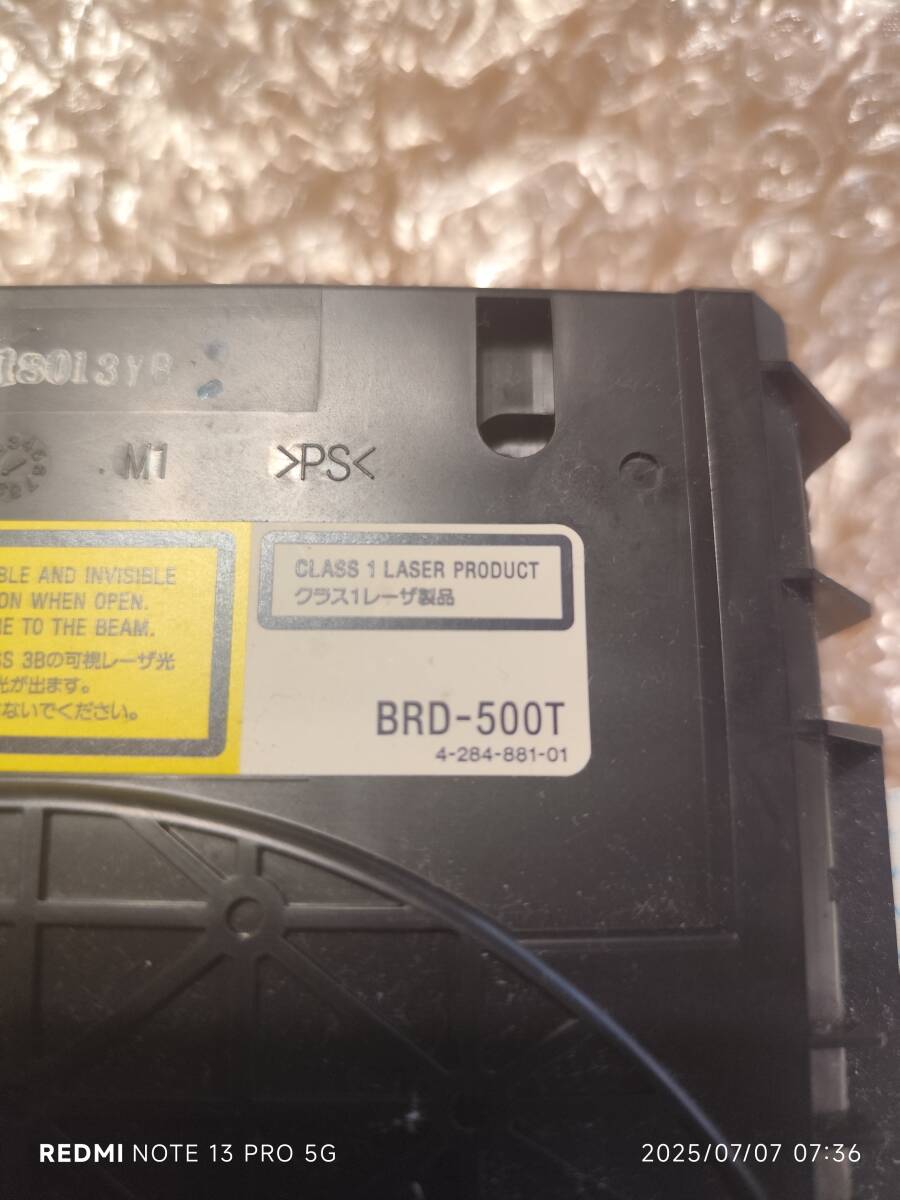 18013YB
M1
>PS<
BLE AND INVISIBLE
ON WHEN OPEN.
E TO THE BEAM.
SS 3Bの可視レーザ光
光が出ます。
ないでください。
CLASS 1 LASER PRODUCT
クラス1レーザ製品
BRD-500T
4-284-881-01
REDMI NOTE 13 PRO 5G
2025/07/07 07:36